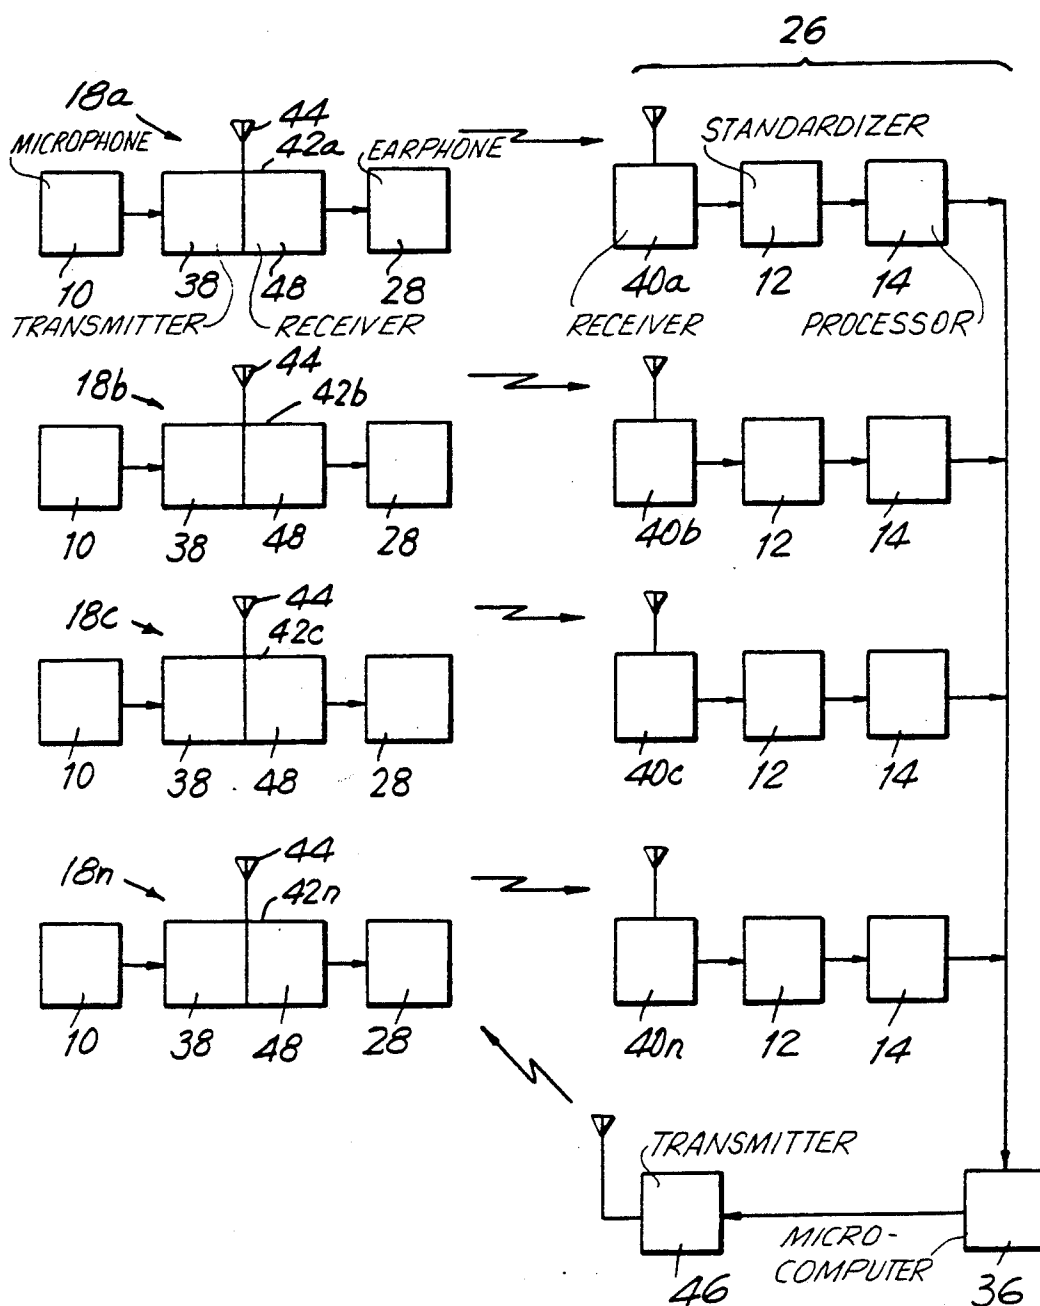 26
18a
44
MICROPHONE
42a
EARPHONE
STANDARDIZER
10
38
48
28
40a
12
14
TRANSMITTER
RECEIVER
RECEIVER
PROCESSOR
18b
44
42b
10
38
48
28
40b
12
14
18c
44
42c
10
38
48
28
40c
12
14
18n
44
42n
10
38
48
28
40n
12
14
TRANSMITTER
MICRO-
COMPUTER
46
36